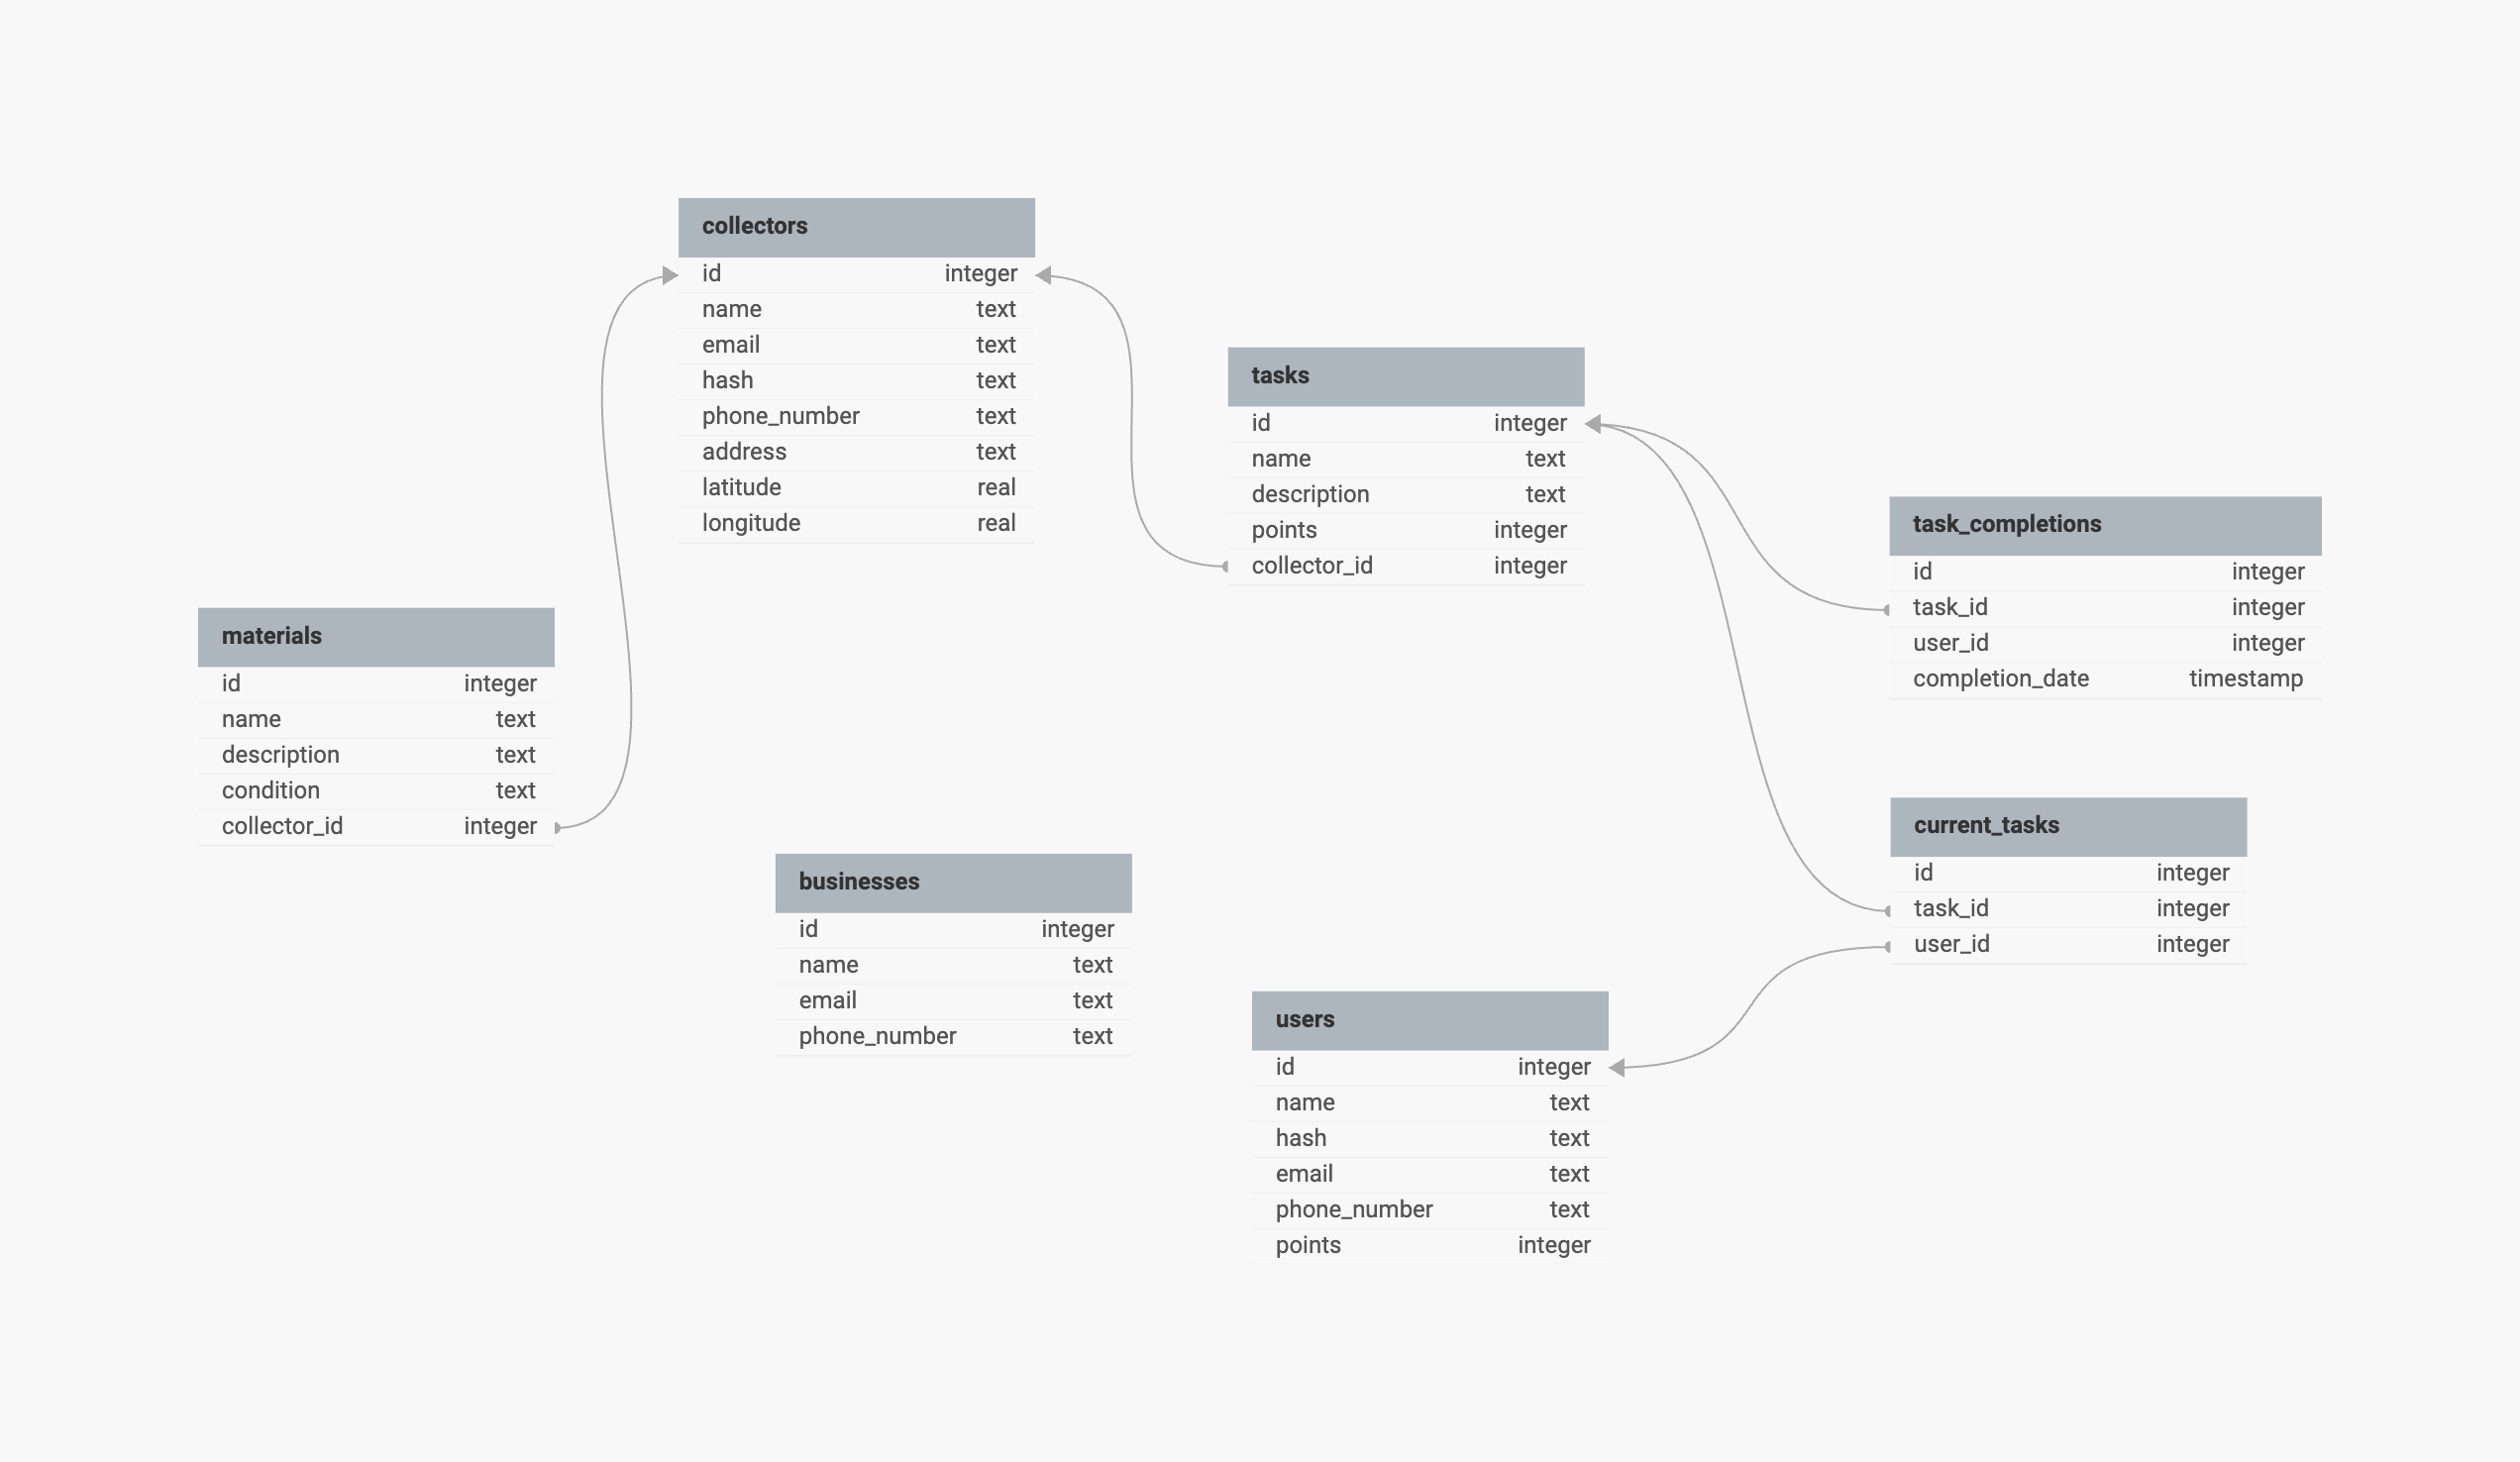 collectors
id integer
name text
email text
hash text
phone_number text
address text
latitude real
longitude real
tasks
id integer
name text
description text
points integer
collector_id integer
task_completions
id integer
task_id integer
user_id integer
completion_date timestamp
materials
id integer
name text
description text
condition text
collector_id integer
current_tasks
id integer
task_id integer
user_id integer
businesses
id integer
name text
email text
phone_number text
users
id integer
name text
hash text
email text
phone_number text
points integer